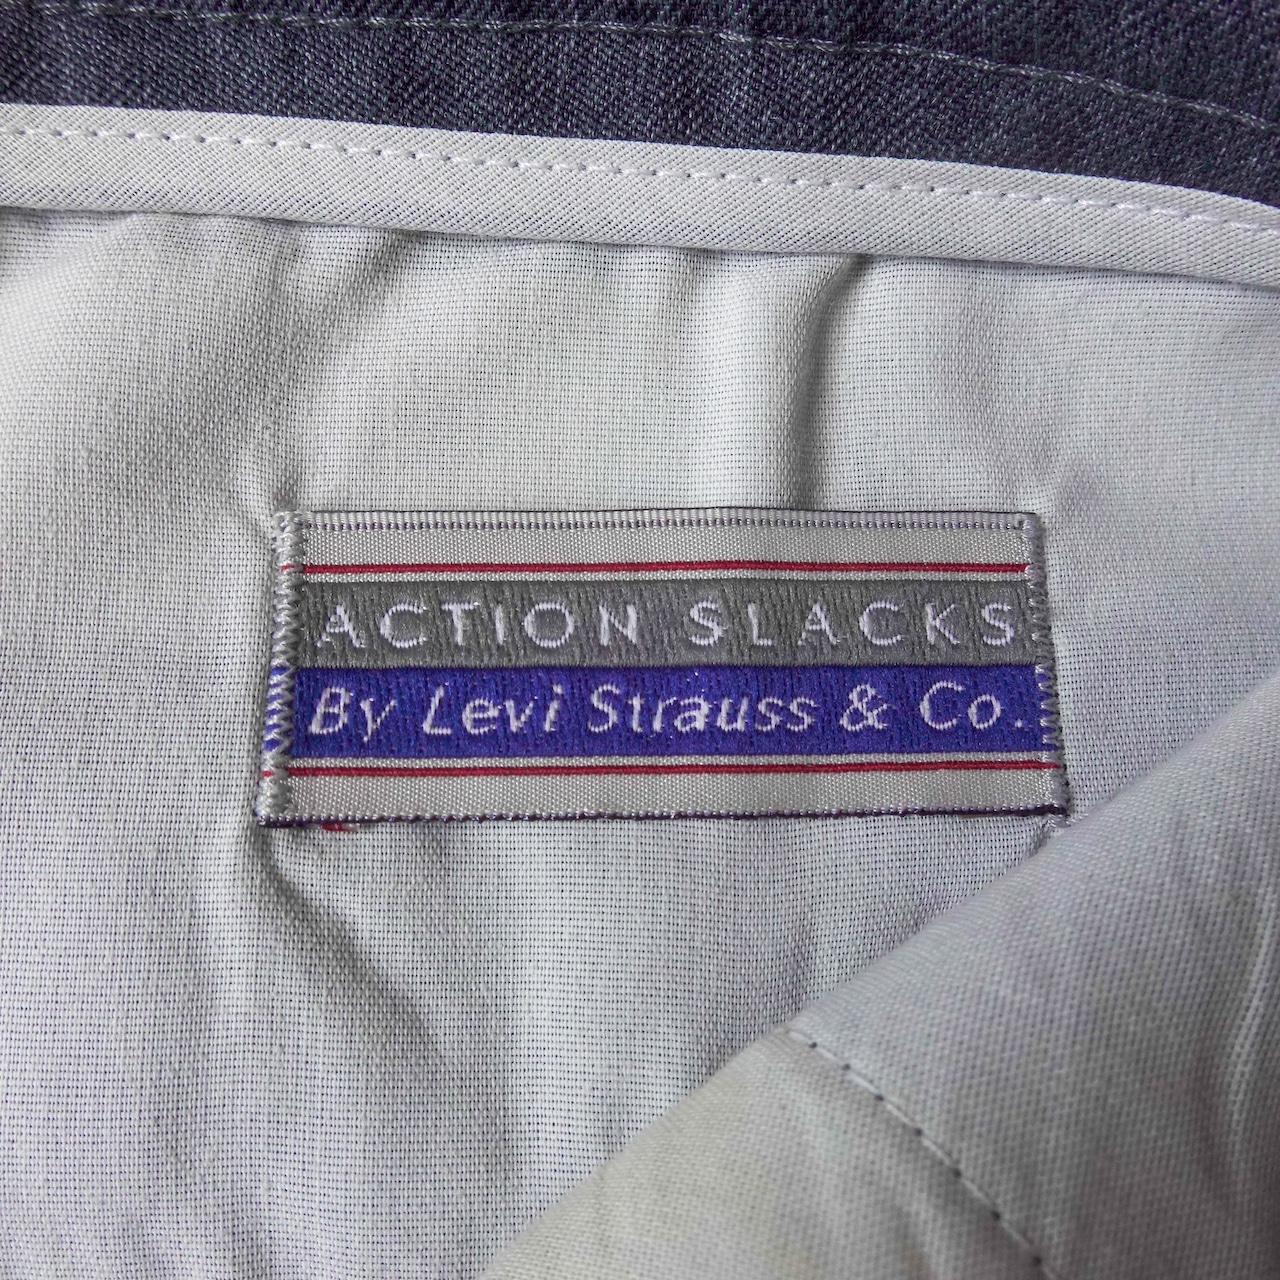 ACTION SLACKS
By Levi Strauss & Co.